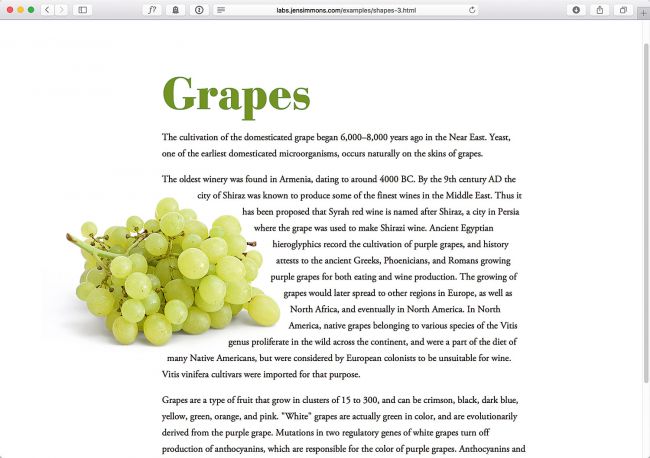 labs.jensimmons.com/examples/shapes-3.html
Grapes
The cultivation of the domesticated grape began 6,000–8,000 years ago in the Near East. Yeast,
one of the earliest domesticated microorganisms, occurs naturally on the skins of grapes.
The oldest winery was found in Armenia, dating to around 4000 BC. By the 9th century AD the
city of Shiraz was known to produce some of the finest wines in the Middle East. Thus it
has been proposed that Syrah red wine is named after Shiraz, a city in Persia
where the grape was used to make Shirazi wine. Ancient Egyptian
hieroglyphics record the cultivation of purple grapes, and history
attests to the ancient Greeks, Phoenicians, and Romans growing
purple grapes for both eating and wine production. The growing of
grapes would later spread to other regions in Europe, as well as
North Africa, and eventually in North America. In North
America, native grapes belonging to various species of the Vitis
genus proliferate in the wild across the continent, and were a part of the diet of
many Native Americans, but were considered by European colonists to be unsuitable for wine.
Vitis vinifera cultivars were imported for that purpose.
Grapes are a type of fruit that grow in clusters of 15 to 300, and can be crimson, black, dark blue,
yellow, green, orange, and pink. "White" grapes are actually green in color, and are evolutionarily
derived from the purple grape. Mutations in two regulatory genes of white grapes turn off
production of anthocyanins, which are responsible for the color of purple grapes. Anthocyanins and